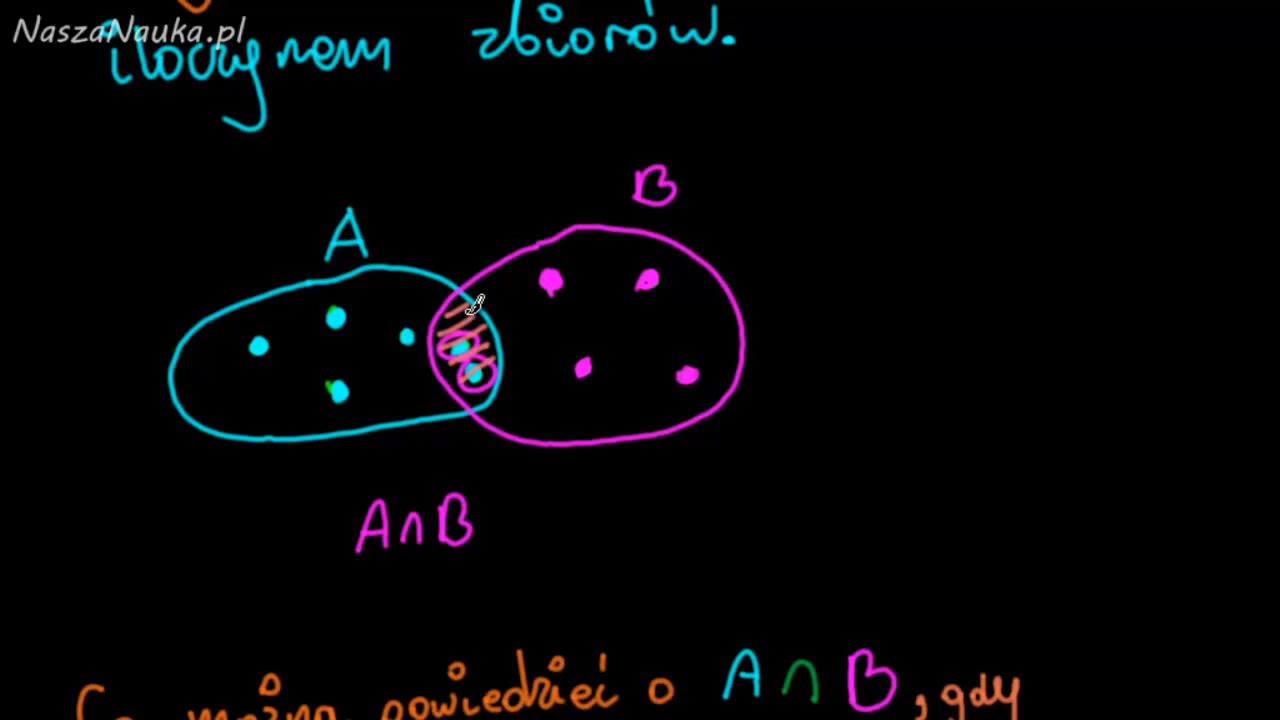 NaszaNauka.pl
iloczynem zbiorów.
B
A
A∩B
Co można powiedzieć o A∩B, gdy